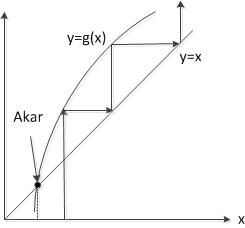 y=g(x)
y=x
Akar
x